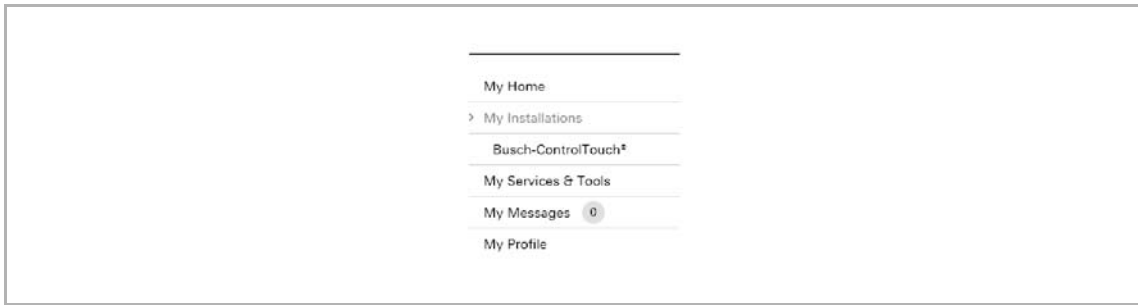 My Home
My Installations
Busch-ControlTouch®
My Services & Tools
My Messages 0
My Profile